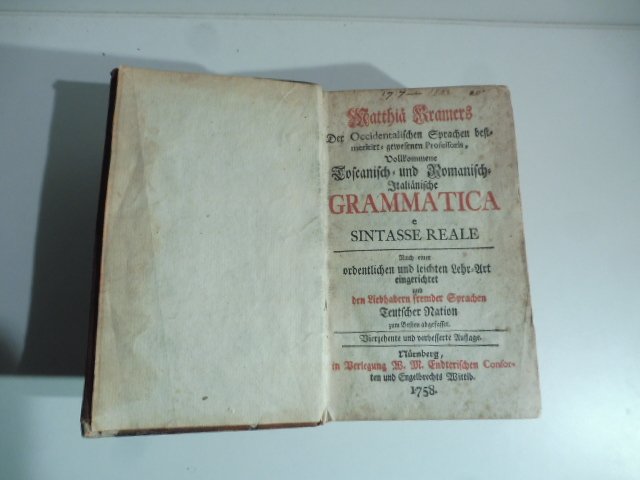 Matthiä Kramers
Der Occidentalischen Sprachen best-
meritirt-gewesenen Professoris,
Vollkommene
Toscanisch- und Romanisch-
Italiänische
GRAMMATICA
e
SINTASSE REALE
Nach einer
ordentlichen und leichten Lehr-Art
eingerichtet
und
den Liebhabern fremder Sprachen
Teutscher Nation
zum Besten abgefasset.
Vierzehente und verbesserte Auflage.
Nürnberg,
in Verlegung W. M. Endterischen Consor-
ten und Engelbrechts Wittib.
1758.